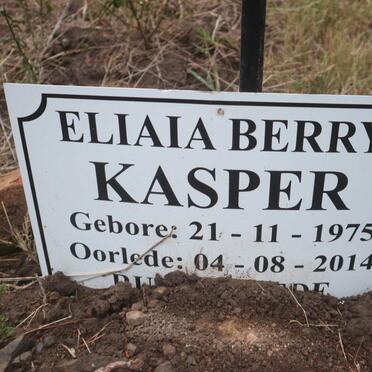 ELIAIA BERRY
KASPER
Gebore: 21 - 11 - 1975
Oorlede: 04 - 08 - 2014